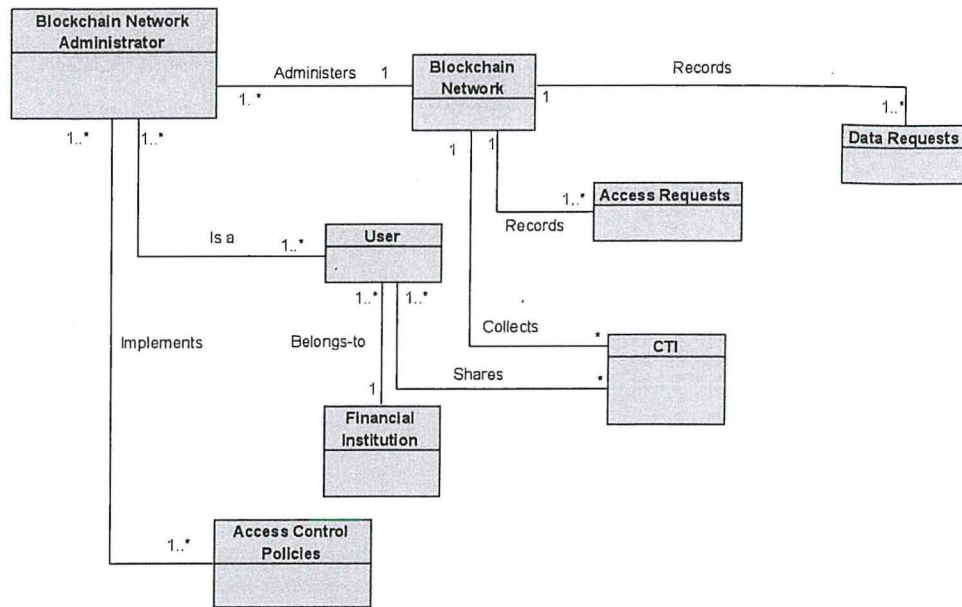 Blockchain Network
Administrator
Administers
1
1..*
Blockchain
Network
Records
1
1..*
Data Requests
1..*
1..*
1
1
1..*
Access Requests
Records
Is a
1..*
User
1..*
1..*
Implements
Belongs-to
Collects
*
CTI
Shares
*
1
Financial
Institution
1..*
Access Control
Policies